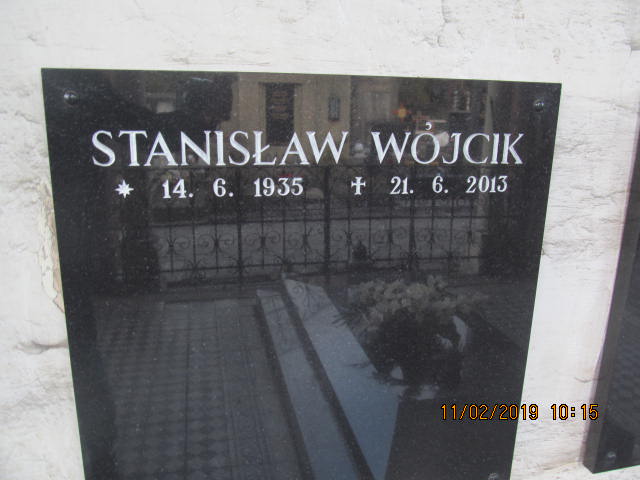 STANISŁAW WÓJCIK
* 14. 6. 1935 ✝ 21. 6. 2013
11/02/2019 10:15